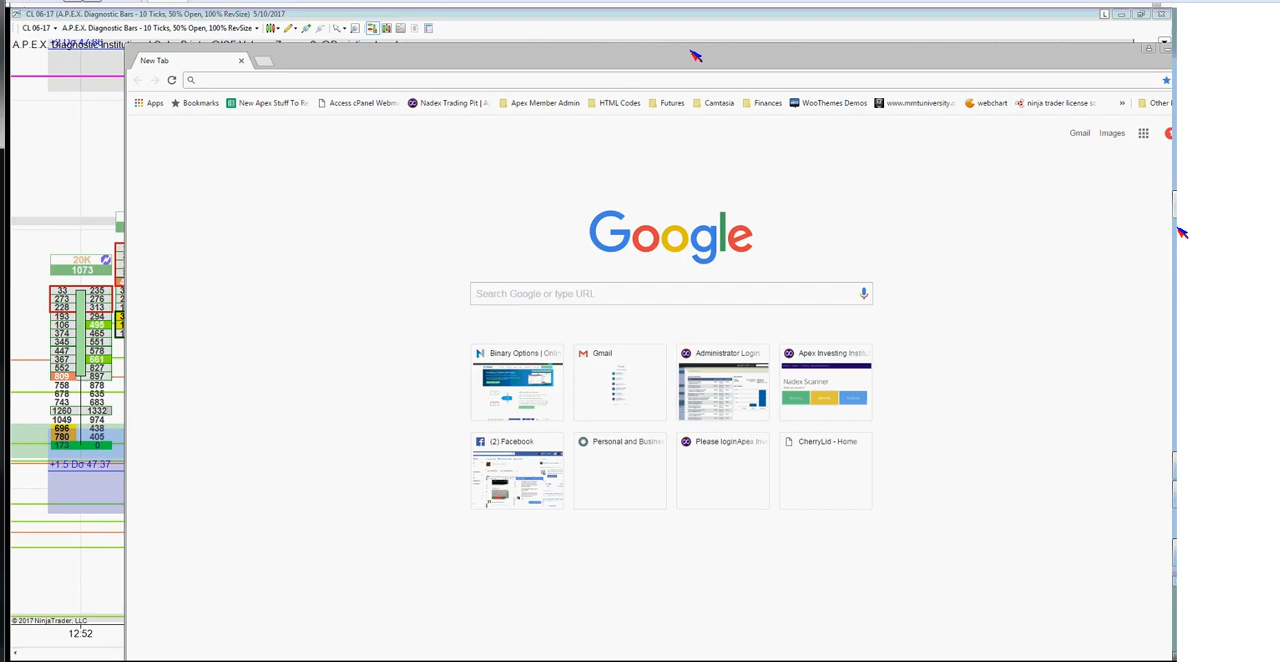 CL 06-17 (A.P.E.X. Diagnostic Bars - 10 Ticks, 50% Open, 100% RevSize) 5/10/2017
CL 06-17 A.P.E.X. Diagnostic Bars - 10 Ticks, 50% Open, 100% RevSize
A.P.E.X. Diagnostic
New Tab
Apps Bookmarks New Apex Stuff To Re Access cPanel Webm Nadex Trading Pit | A Apex Member Admin HTML Codes Futures Camtasia Finances WooThemes Demos www.mmtuniversity.c webchart ninja trader license sc » Other
Gmail Images
Google
Search Google or type URL
Binary Options | Onli Gmail Administrator Login Apex Investing Instit
Nadex Scanner
(2) Facebook Personal and Busine Please loginApex Inv CherryLid - Home
20K
1073
33 235
273 276
228 313
193 294
106 495
374 465
345 551
447 578
367 661
552 827
809 897
758 878
678 635
743 683
1260 1332
1049 974
696 438
780 405
173 0
+1.5 Do 47.37
© 2017 NinjaTrader, LLC
12:52